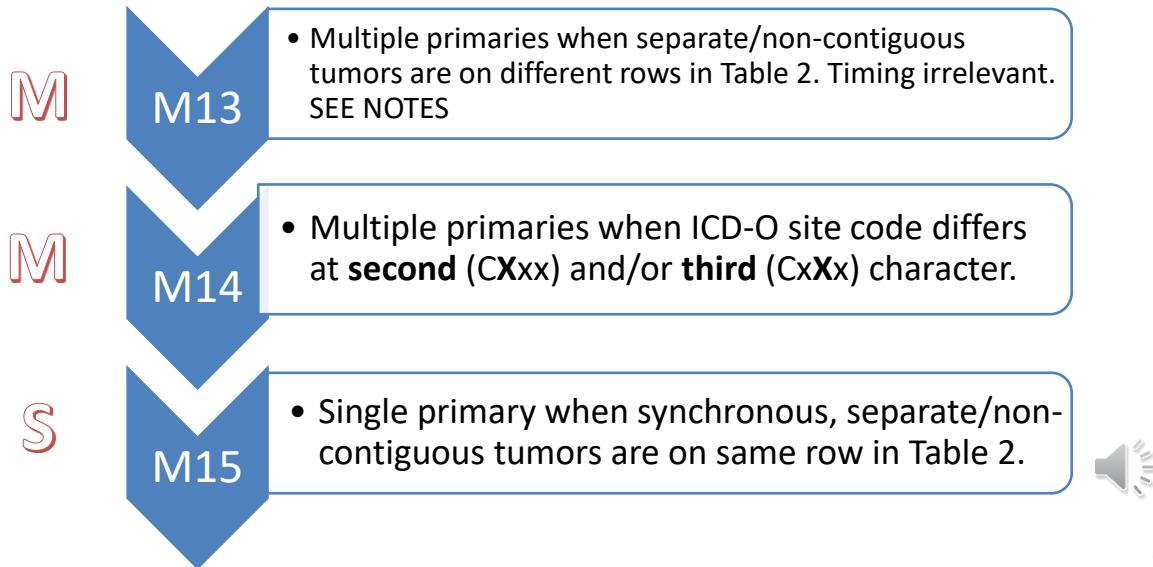 M
M13
• Multiple primaries when separate/non-contiguous
tumors are on different rows in Table 2. Timing irrelevant.
SEE NOTES
M
M14
• Multiple primaries when ICD-O site code differs
at second (CXxx) and/or third (CxXx) character.
S
M15
• Single primary when synchronous, separate/non-
contiguous tumors are on same row in Table 2.